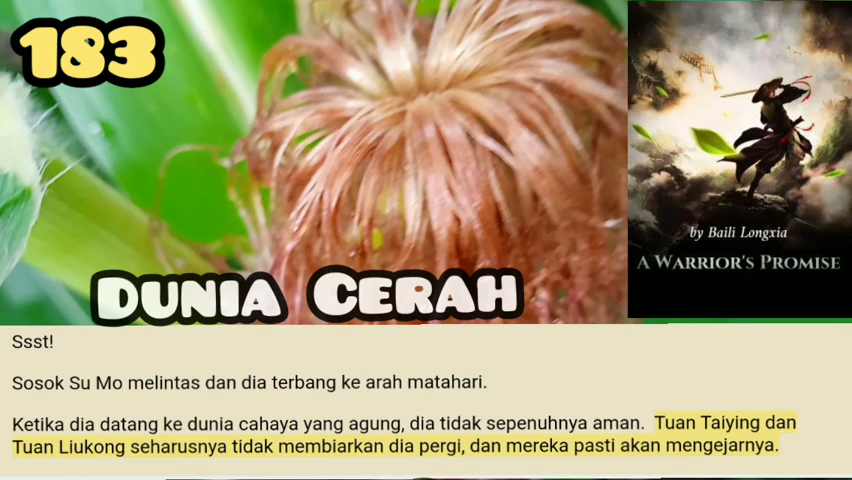 183
DUNIA CERAH
by Baili Longxia
A WARRIOR'S PROMISE
Ssst!
Sosok Su Mo melintas dan dia terbang ke arah matahari.
Ketika dia datang ke dunia cahaya yang agung, dia tidak sepenuhnya aman. Tuan Taiying dan
Tuan Liukong seharusnya tidak membiarkan dia pergi, dan mereka pasti akan mengejarnya.